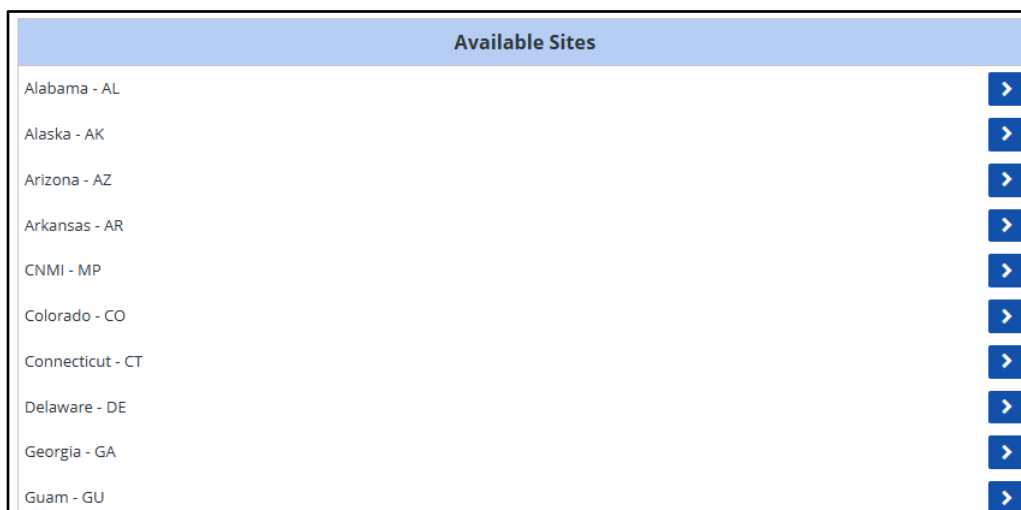 Available Sites
Alabama - AL
Alaska - AK
Arizona - AZ
Arkansas - AR
CNMI - MP
Colorado - CO
Connecticut - CT
Delaware - DE
Georgia - GA
Guam - GU